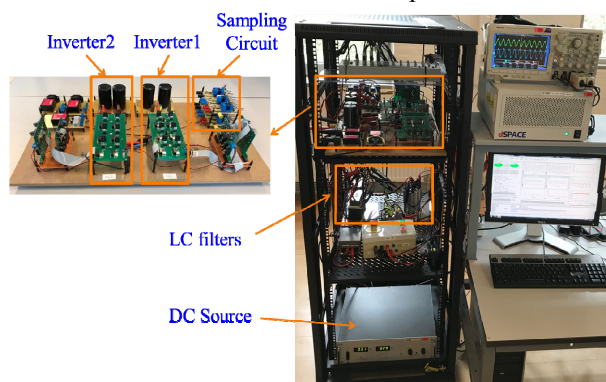 Sampling
Circuit
Inverter2
Inverter1
dSPACE
LC filters
DC Source